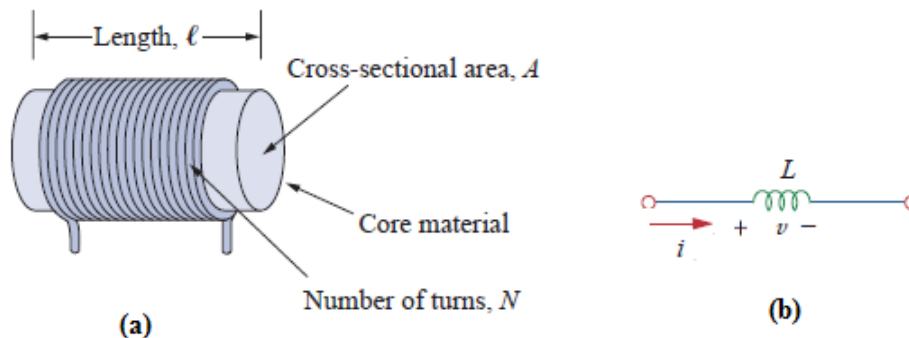 Length, ℓ
Cross-sectional area, A
Core material
Number of turns, N
(a)
L
+ v −
i
(b)